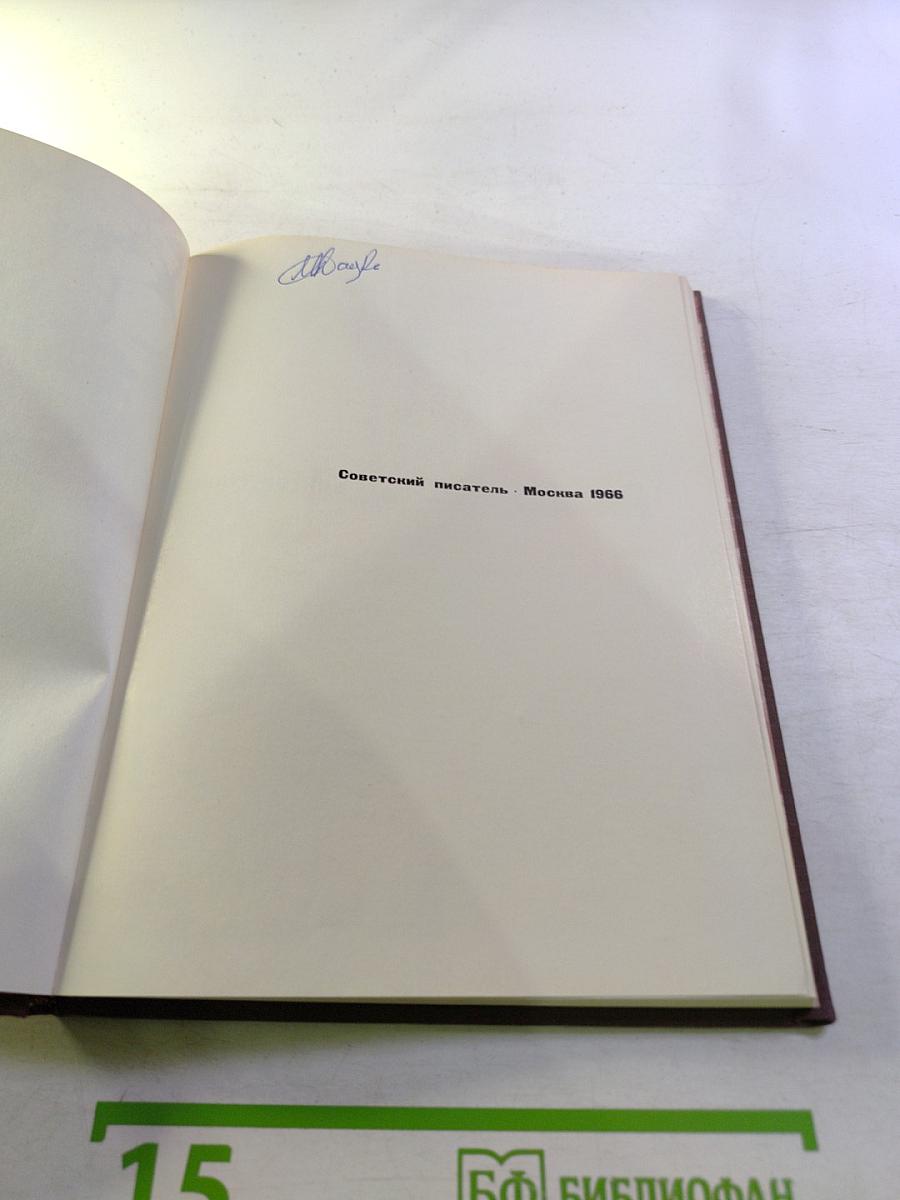 Советский писатель · Москва 1966
15
БФ БИБЛИОФАН